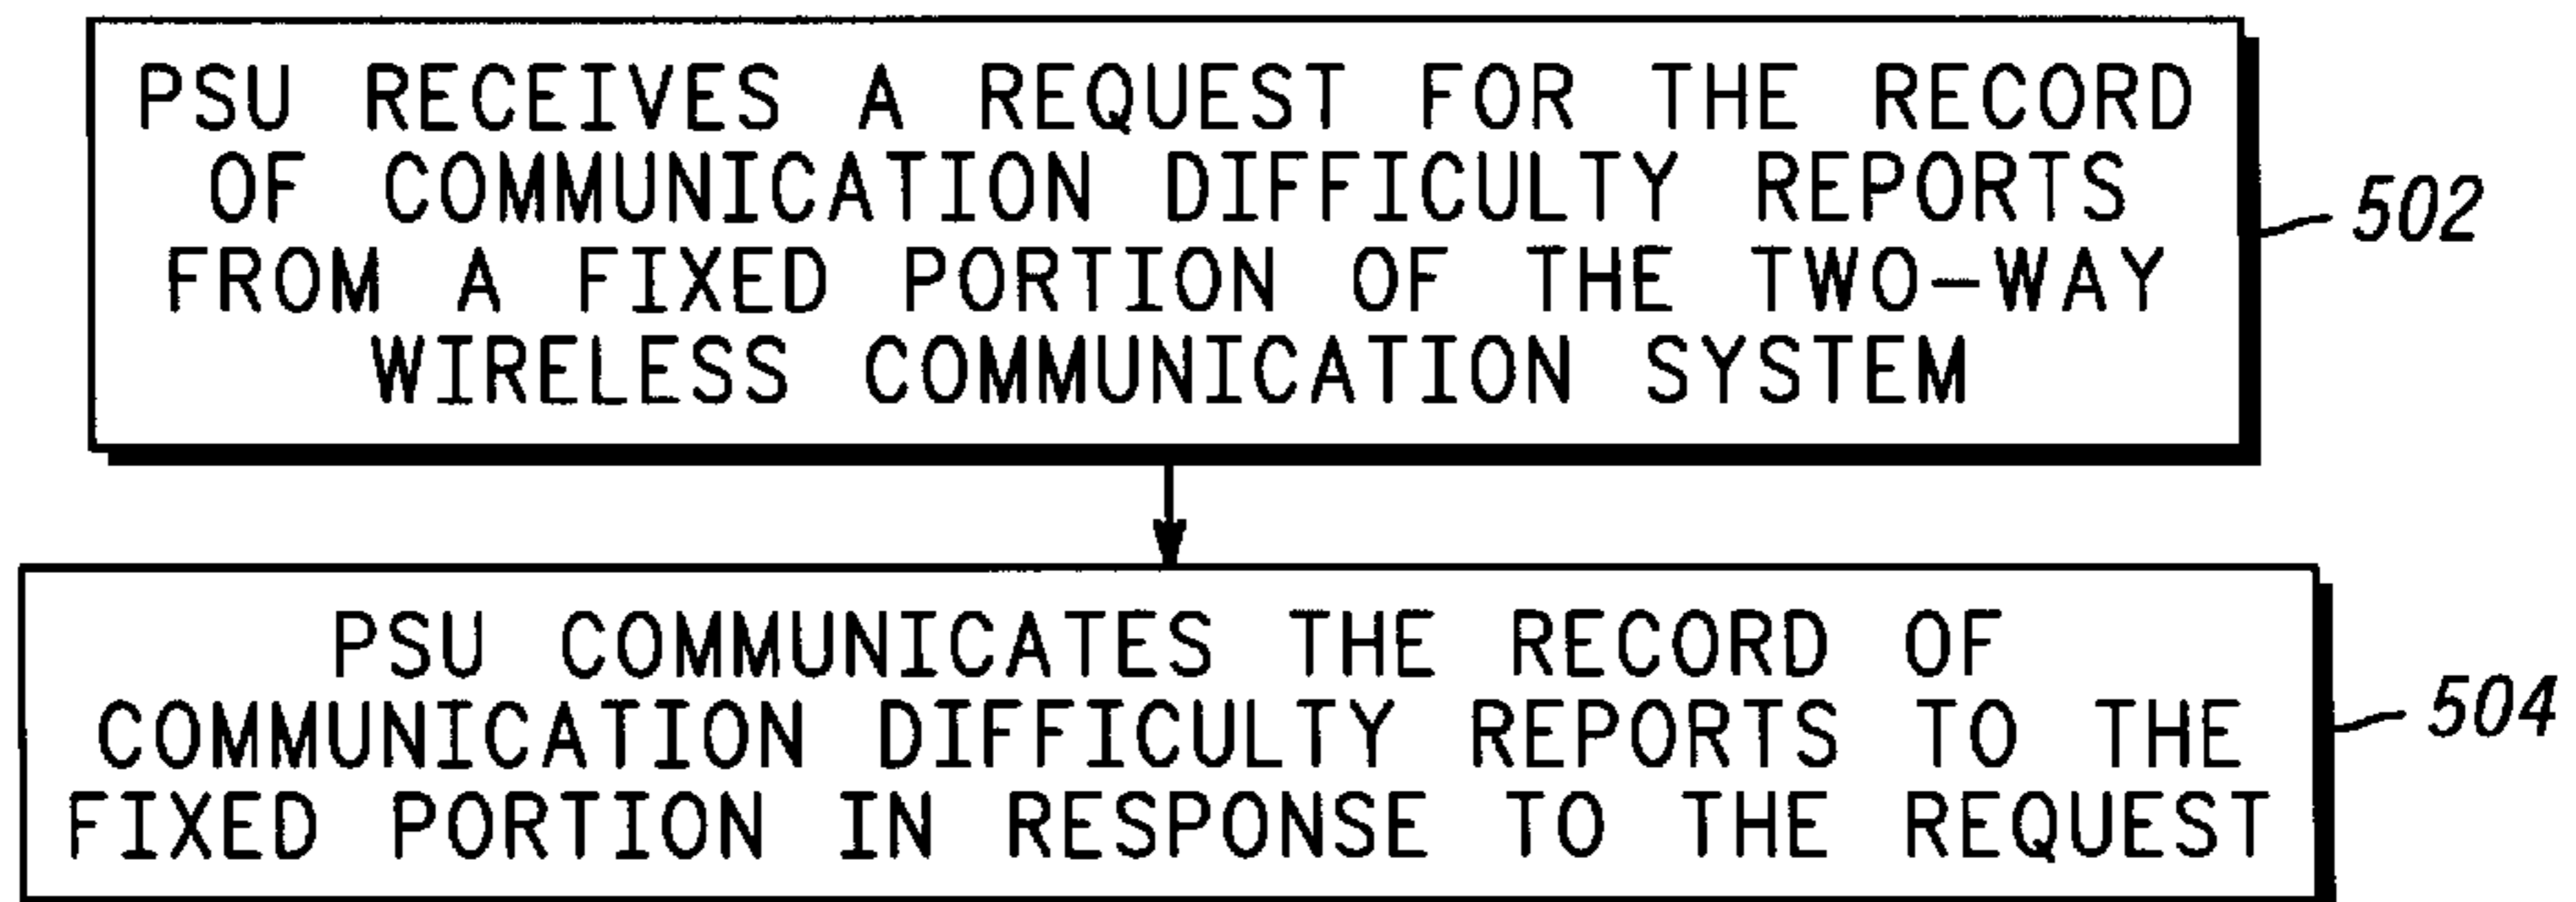 PSU RECEIVES A REQUEST FOR THE RECORD
OF COMMUNICATION DIFFICULTY REPORTS
FROM A FIXED PORTION OF THE TWO-WAY
WIRELESS COMMUNICATION SYSTEM
502
PSU COMMUNICATES THE RECORD OF
COMMUNICATION DIFFICULTY REPORTS TO THE
FIXED PORTION IN RESPONSE TO THE REQUEST
504